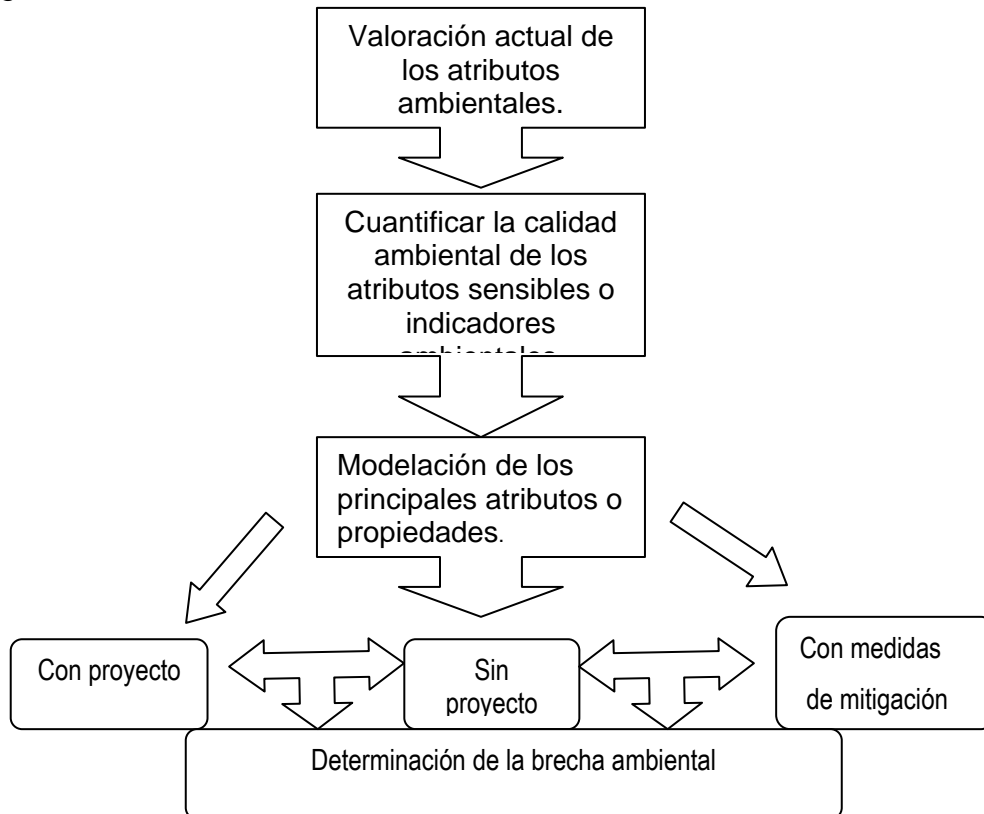 Valoración actual de
los atributos
ambientales.
Cuantificar la calidad
ambiental de los
atributos sensibles o
indicadores
Modelación de los
principales atributos o
propiedades.
Con proyecto
Sin
proyecto
Con medidas
de mitigación
Determinación de la brecha ambiental